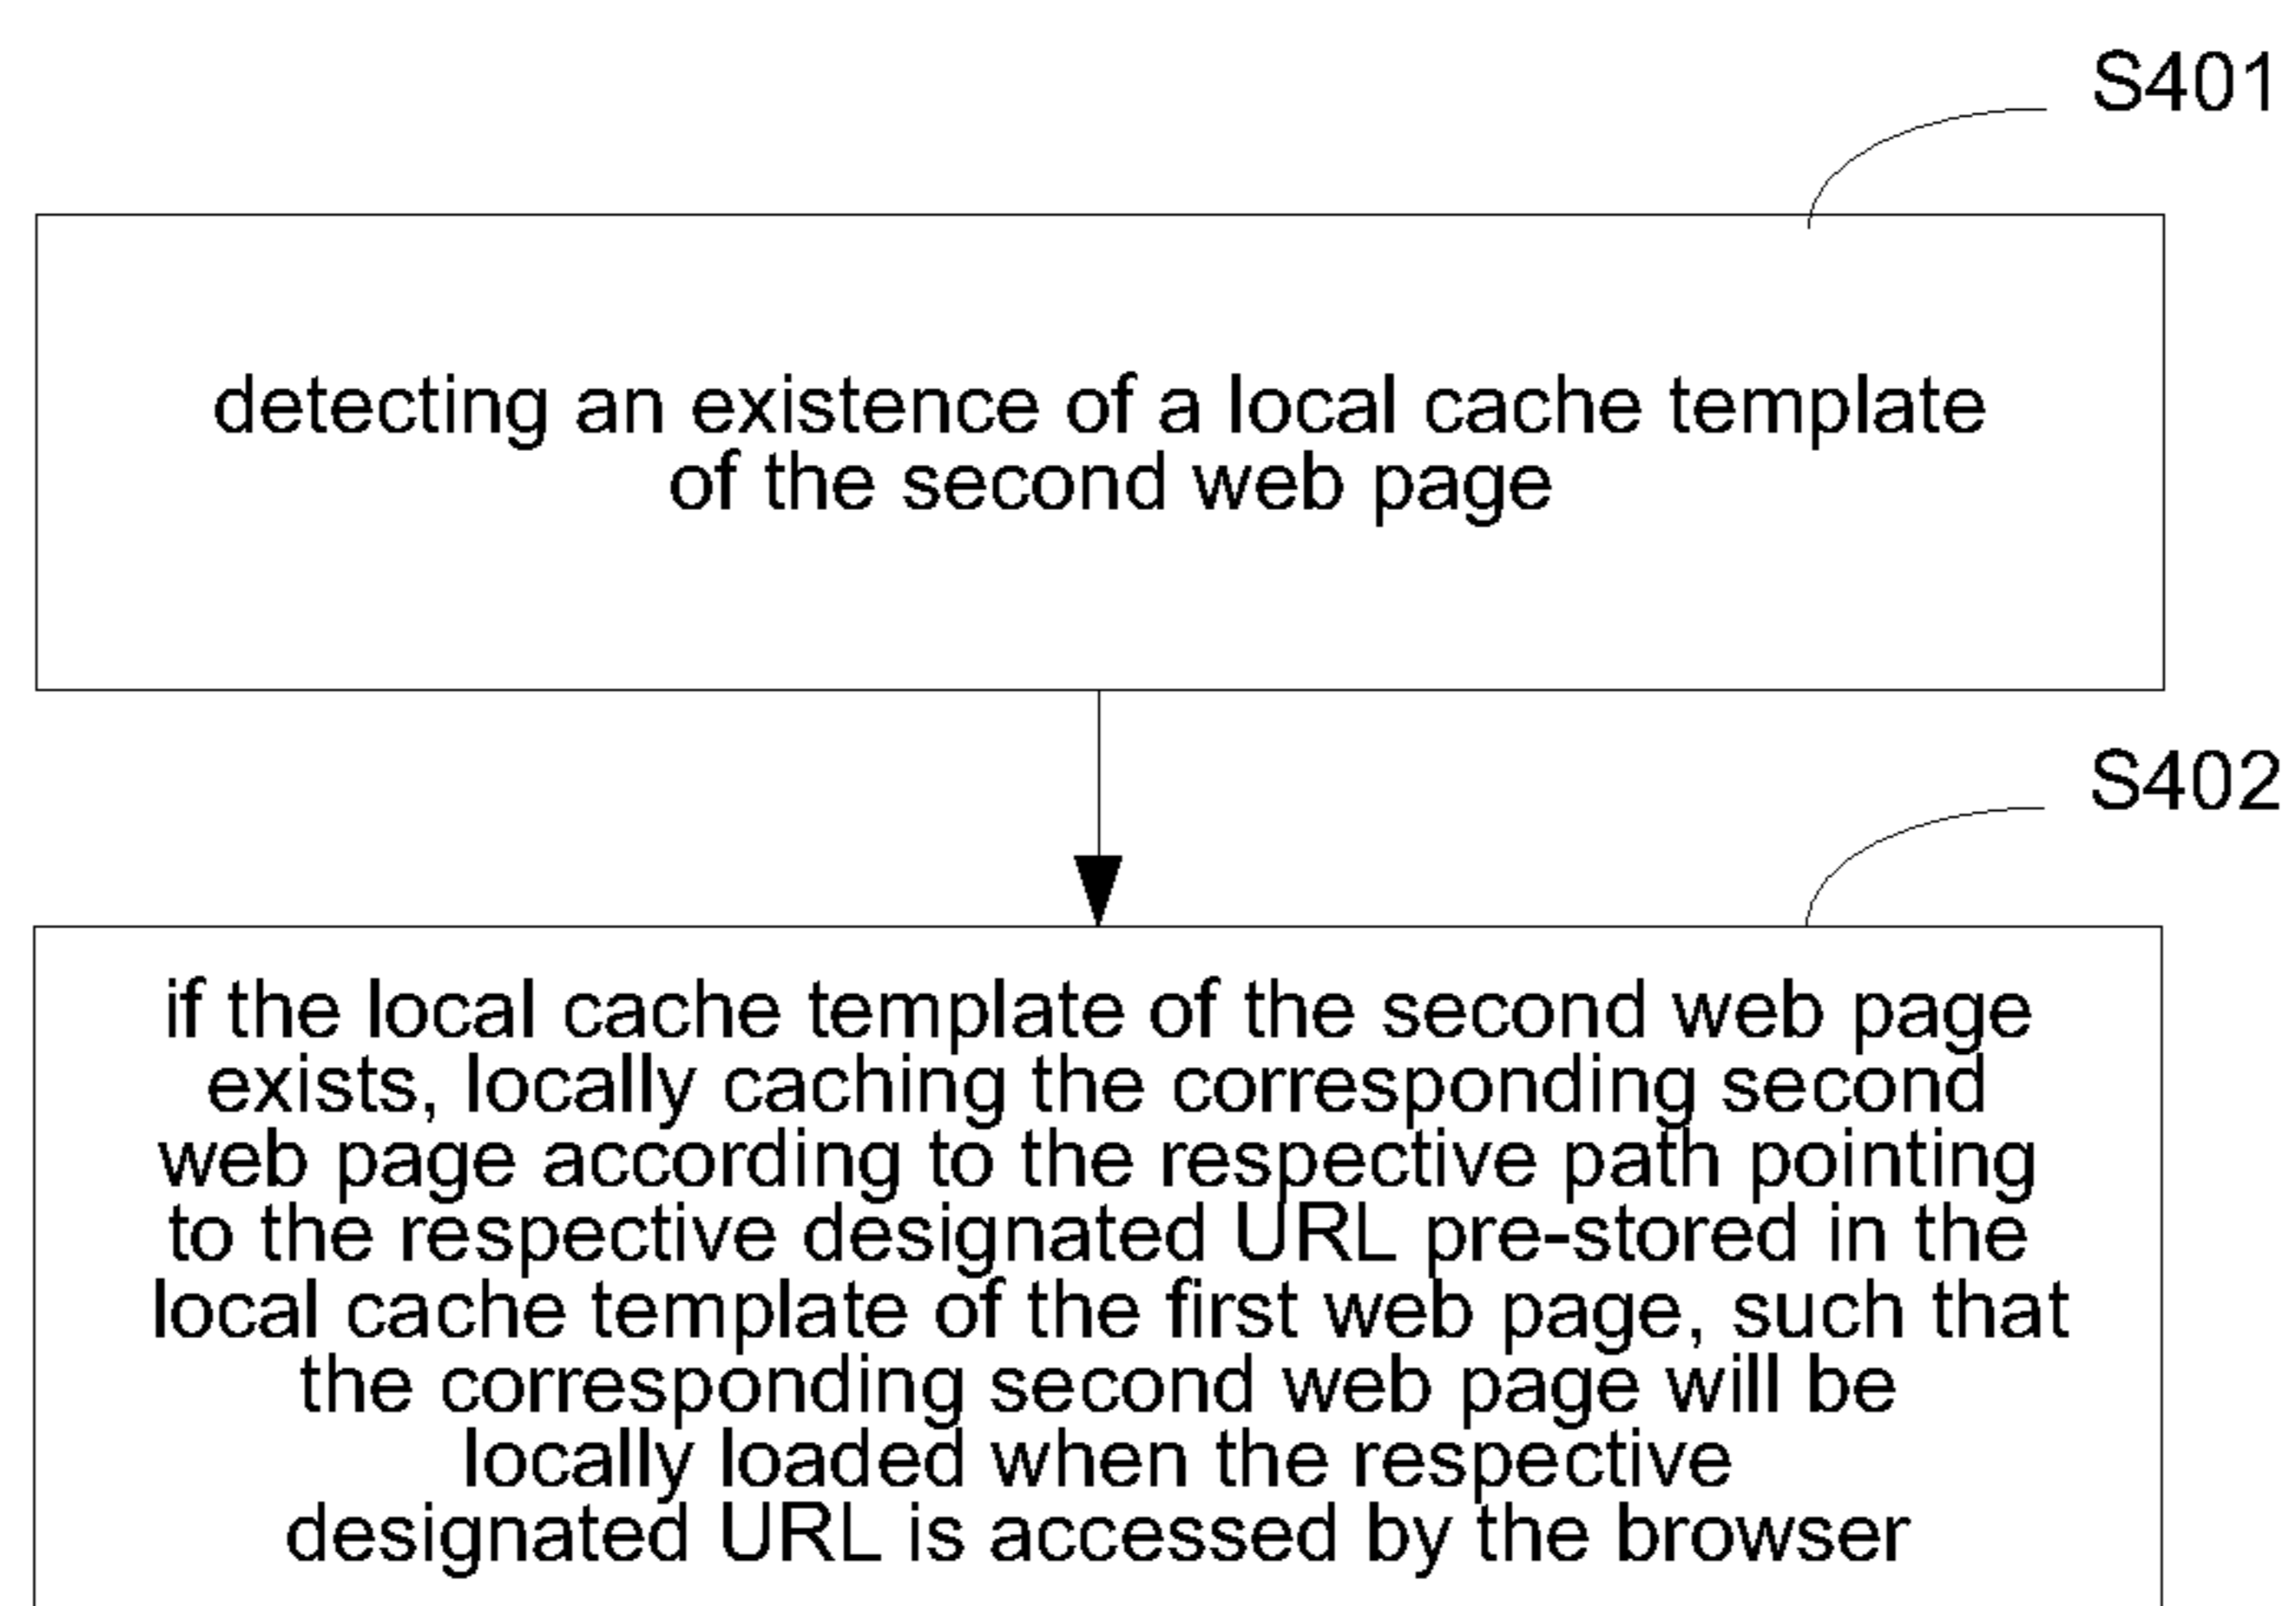 S401
detecting an existence of a local cache template
of the second web page
S402
if the local cache template of the second web page
exists, locally caching the corresponding second
web page according to the respective path pointing
to the respective designated URL pre-stored in the
local cache template of the first web page, such that
the corresponding second web page will be
locally loaded when the respective
designated URL is accessed by the browser